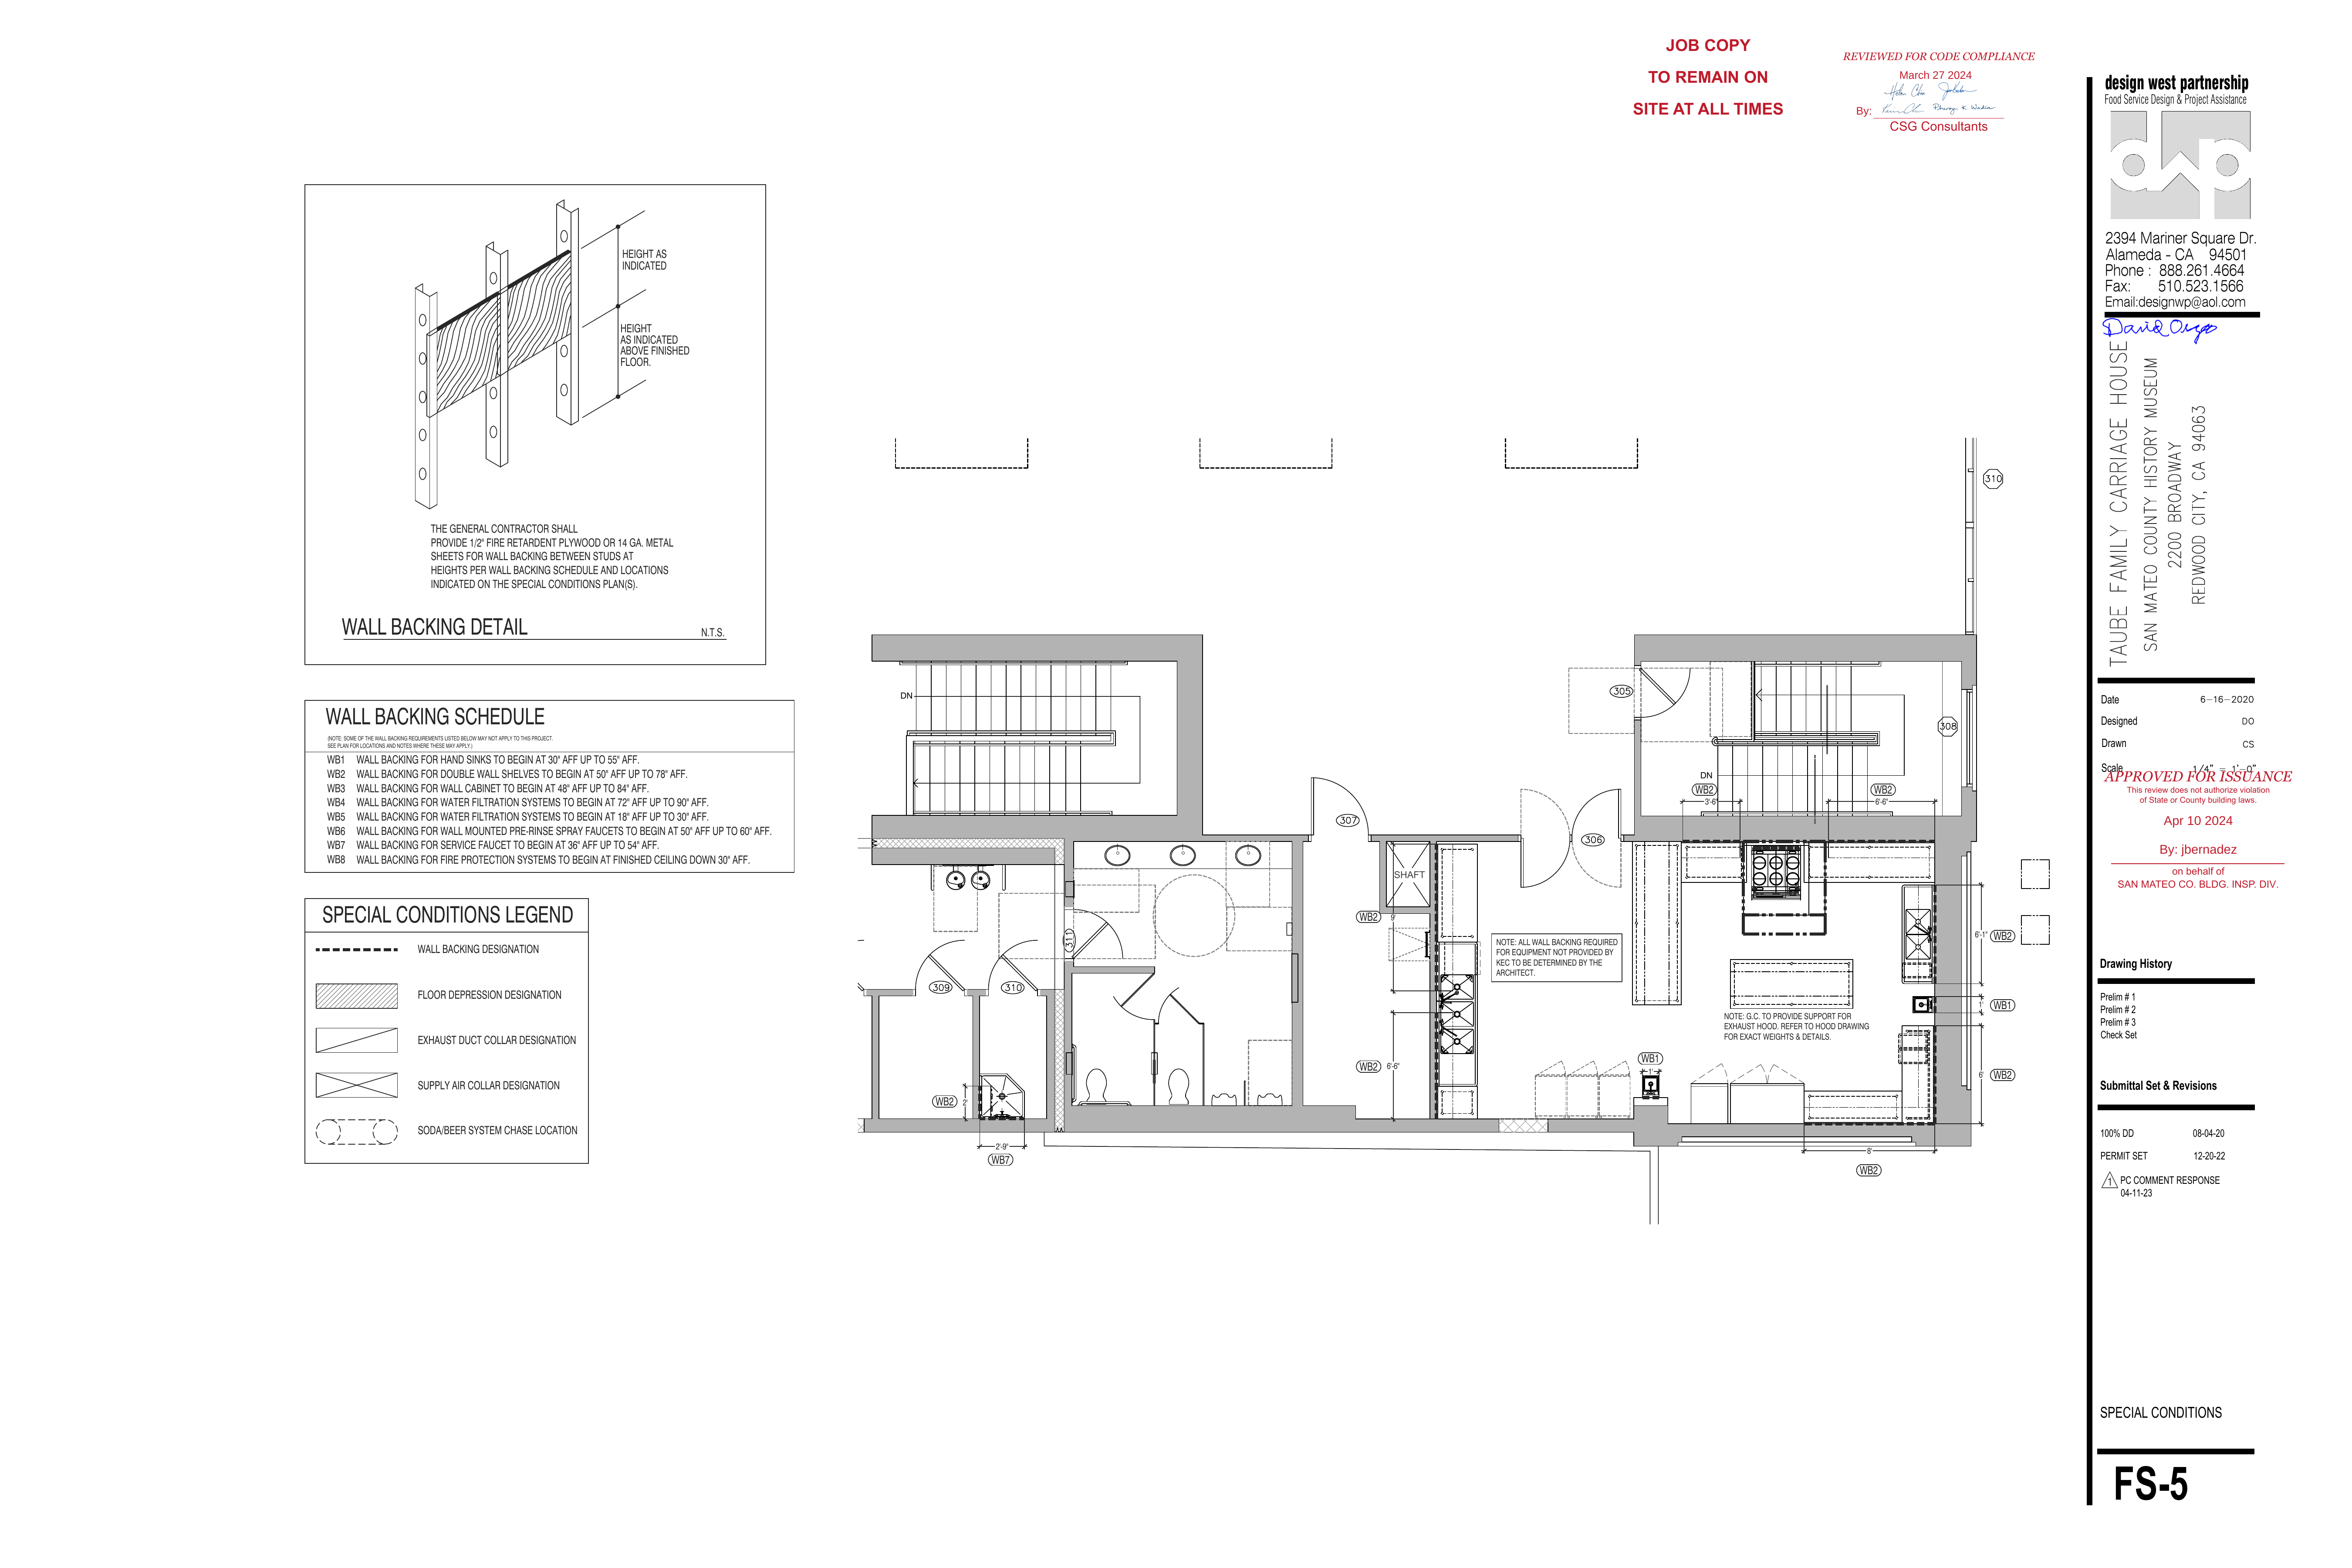 JOB COPY
TO REMAIN ON
SITE AT ALL TIMES
REVIEWED FOR CODE COMPLIANCE
March 27 2024
By:
CSG Consultants
design west partnership
Food Service Design & Project Assistance
dwp
2394 Mariner Square Dr.
Alameda - CA 94501
Phone : 888.261.4664
Fax: 510.523.1566
Email:designwp@aol.com
TAUBE FAMILY CARRIAGE HOUSE
SAN MATEO COUNTY HISTORY MUSEUM
2200 BROADWAY
REDWOOD CITY, CA 94063
Date 6-16-2020
Designed DO
Drawn CS
Scale 1/4" = 1'-0"
APPROVED FOR ISSUANCE
This review does not authorize violation
of State or County building laws.
Apr 10 2024
By: jbernadez
on behalf of
SAN MATEO CO. BLDG. INSP. DIV.
Drawing History
Prelim # 1
Prelim # 2
Prelim # 3
Check Set
Submittal Set & Revisions
100% DD 08-04-20
PERMIT SET 12-20-22
1 PC COMMENT RESPONSE
04-11-23
SPECIAL CONDITIONS
FS-5
HEIGHT AS
INDICATED
HEIGHT
AS INDICATED
ABOVE FINISHED
FLOOR.
THE GENERAL CONTRACTOR SHALL
PROVIDE 1/2" FIRE RETARDENT PLYWOOD OR 14 GA. METAL
SHEETS FOR WALL BACKING BETWEEN STUDS AT
HEIGHTS PER WALL BACKING SCHEDULE AND LOCATIONS
INDICATED ON THE SPECIAL CONDITIONS PLAN(S).
WALL BACKING DETAIL N.T.S.
WALL BACKING SCHEDULE
(NOTE: SOME OF THE WALL BACKING REQUIREMENTS LISTED BELOW MAY NOT APPLY TO THIS PROJECT.
SEE PLAN FOR LOCATIONS AND NOTES WHERE THESE MAY APPLY.)
WB1 WALL BACKING FOR HAND SINKS TO BEGIN AT 30" AFF UP TO 55" AFF.
WB2 WALL BACKING FOR DOUBLE WALL SHELVES TO BEGIN AT 50" AFF UP TO 78" AFF.
WB3 WALL BACKING FOR WALL CABINET TO BEGIN AT 48" AFF UP TO 84" AFF.
WB4 WALL BACKING FOR WATER FILTRATION SYSTEMS TO BEGIN AT 72" AFF UP TO 90" AFF.
WB5 WALL BACKING FOR WATER FILTRATION SYSTEMS TO BEGIN AT 18" AFF UP TO 30" AFF.
WB6 WALL BACKING FOR WALL MOUNTED PRE-RINSE SPRAY FAUCETS TO BEGIN AT 50" AFF UP TO 60" AFF.
WB7 WALL BACKING FOR SERVICE FAUCET TO BEGIN AT 36" AFF UP TO 54" AFF.
WB8 WALL BACKING FOR FIRE PROTECTION SYSTEMS TO BEGIN AT FINISHED CEILING DOWN 30" AFF.
SPECIAL CONDITIONS LEGEND
WALL BACKING DESIGNATION
FLOOR DEPRESSION DESIGNATION
EXHAUST DUCT COLLAR DESIGNATION
SUPPLY AIR COLLAR DESIGNATION
SODA/BEER SYSTEM CHASE LOCATION
310
DN
305
308
DN
WB2
3'-6"
WB2
6'-6"
307
306
SHAFT
WB2 9'
311
309
310
NOTE: ALL WALL BACKING REQUIRED
FOR EQUIPMENT NOT PROVIDED BY
KEC TO BE DETERMINED BY THE
ARCHITECT.
6'-1" WB2
1' WB1
NOTE: G.C. TO PROVIDE SUPPORT FOR
EXHAUST HOOD. REFER TO HOOD DRAWING
FOR EXACT WEIGHTS & DETAILS.
WB1
1'
WB2 6'-6"
6' WB2
WB2 2'
2'-9"
WB7
8'
WB2